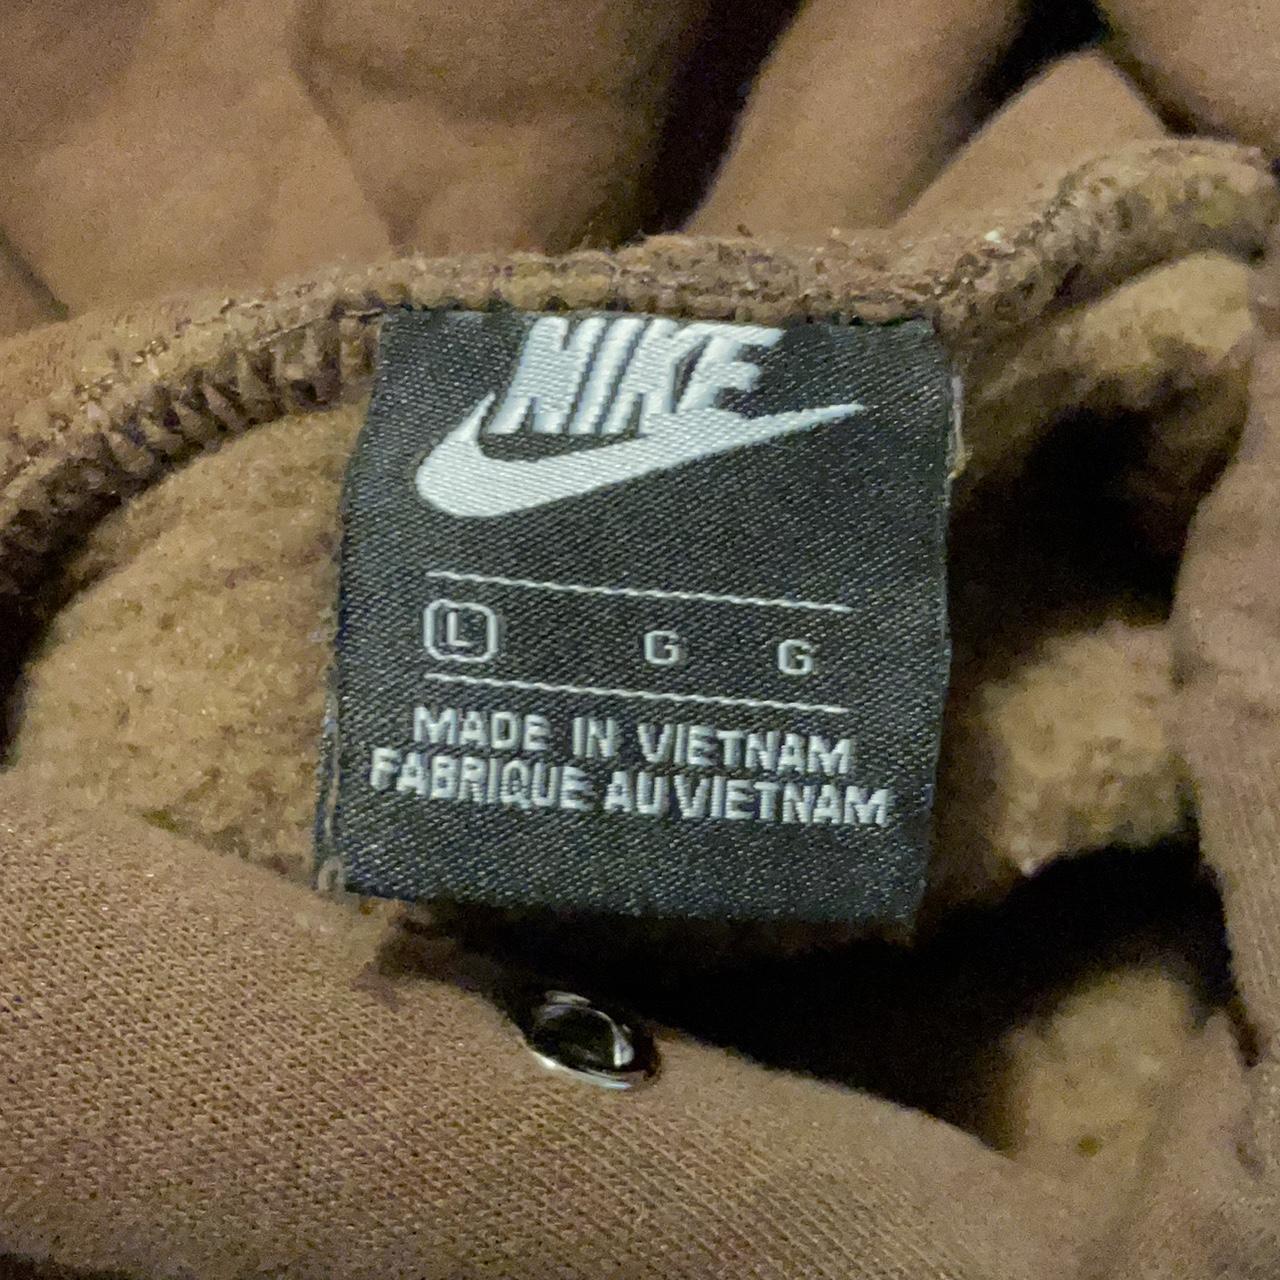 NIKE
L G G
MADE IN VIETNAM
FABRIQUE AU VIETNAM